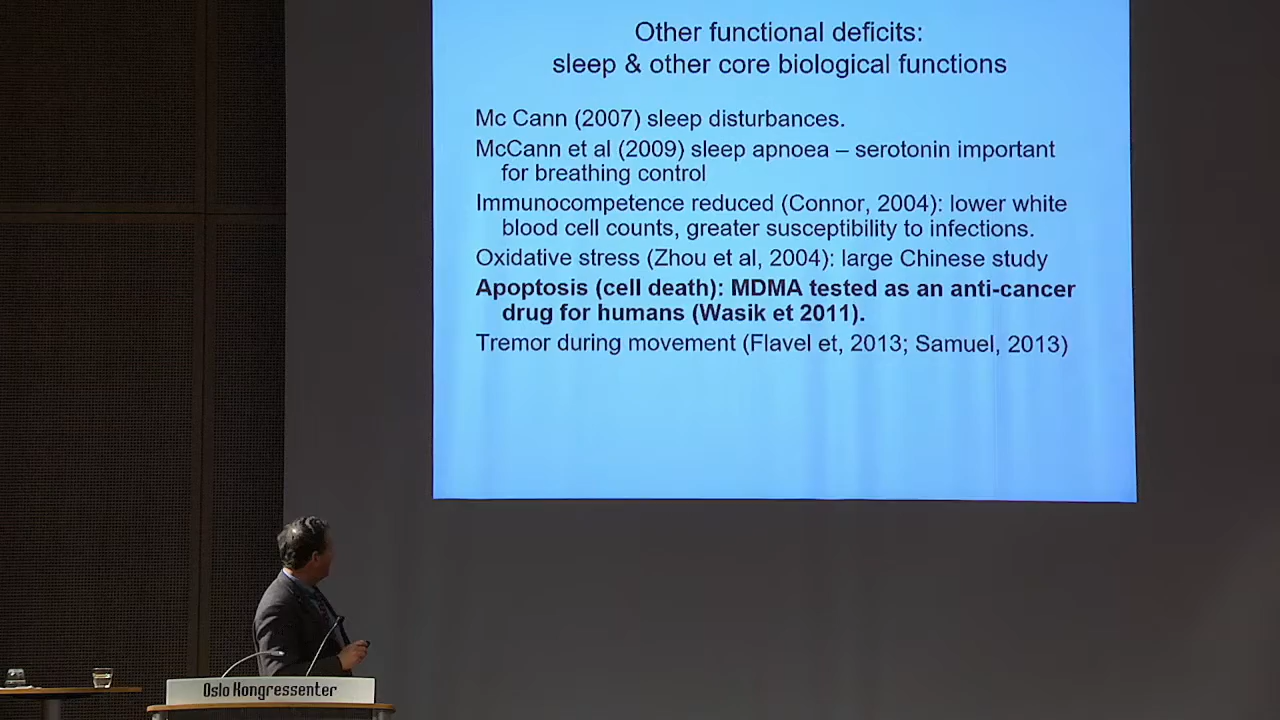 Other functional deficits:
sleep & other core biological functions
Mc Cann (2007) sleep disturbances.
McCann et al (2009) sleep apnoea – serotonin important
for breathing control
Immunocompetence reduced (Connor, 2004): lower white
blood cell counts, greater susceptibility to infections.
Oxidative stress (Zhou et al, 2004): large Chinese study
Apoptosis (cell death): MDMA tested as an anti-cancer
drug for humans (Wasik et 2011).
Tremor during movement (Flavel et, 2013; Samuel, 2013)
Oslo Kongressenter